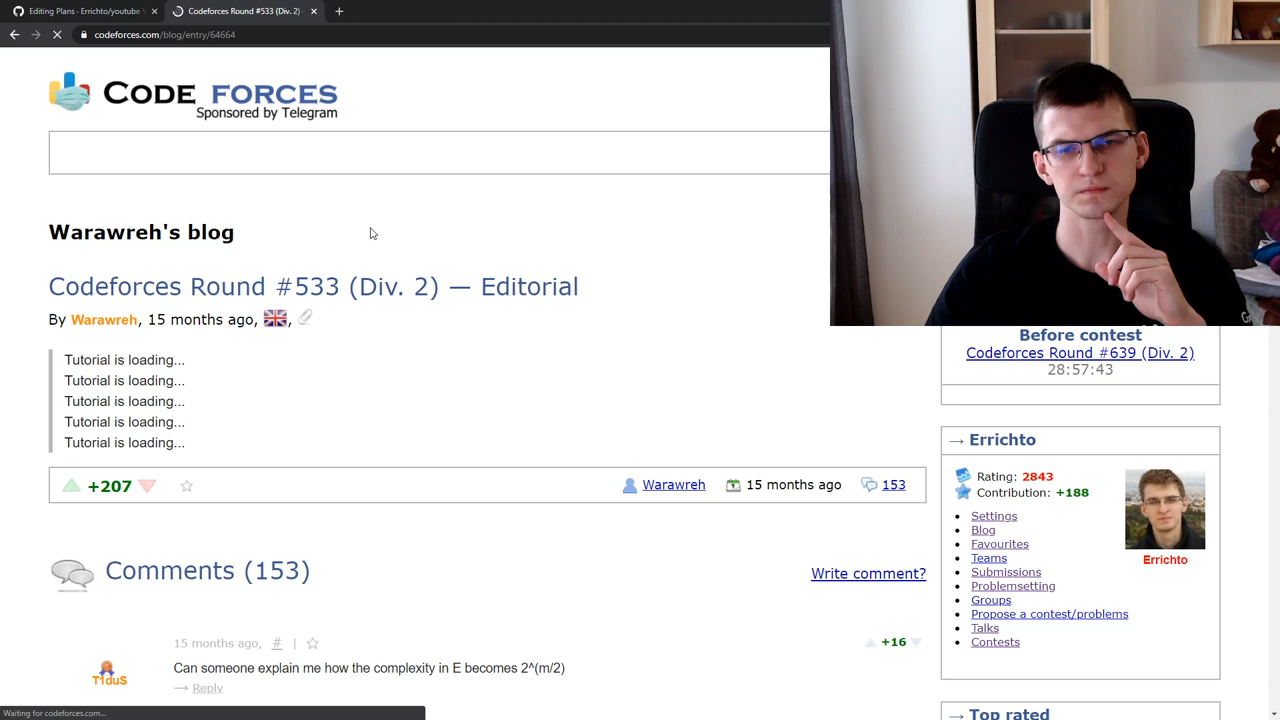 Editing Plans · Errichto/youtube
Codeforces Round #533 (Div. 2) –
codeforces.com/blog/entry/64664
CODE FORCES
Sponsored by Telegram
Warawreh's blog
Codeforces Round #533 (Div. 2) — Editorial
By Warawreh, 15 months ago, ,
Tutorial is loading...
Tutorial is loading...
Tutorial is loading...
Tutorial is loading...
Tutorial is loading...
+207
Warawreh
15 months ago
153
Comments (153)
Write comment?
15 months ago, # |
+16
T1duS
Can someone explain me how the complexity in E becomes 2^(m/2)
→ Reply
Before contest
Codeforces Round #639 (Div. 2)
28:57:43
→ Errichto
Rating: 2843
Contribution: +188
Settings
Blog
Favourites
Teams
Submissions
Problemsetting
Groups
Propose a contest/problems
Talks
Contests
Errichto
→ Top rated
Waiting for codeforces.com...